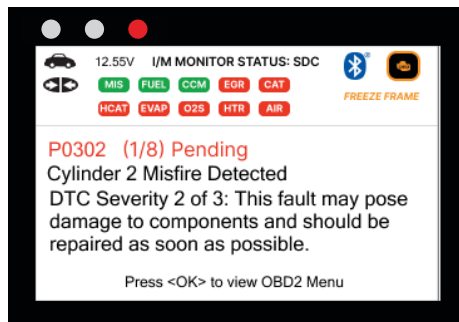 12.55V I/M MONITOR STATUS: SDC
MIS FUEL CCM EGR CAT
HCAT EVAP O2S HTR AIR
FREEZE FRAME
P0302 (1/8) Pending
Cylinder 2 Misfire Detected
DTC Severity 2 of 3: This fault may pose
damage to components and should be
repaired as soon as possible.
Press <OK> to view OBD2 Menu